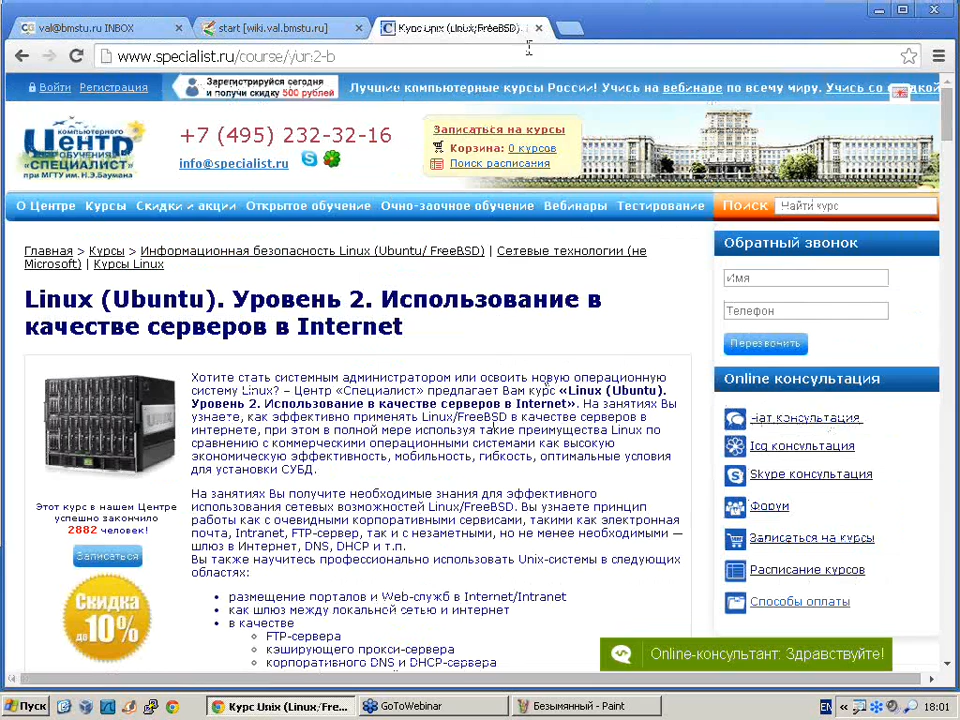 val@bmstu.ru INBOX
start [wiki.val.bmstu.ru]
Курс Unix (Linux/FreeBSD).
www.specialist.ru/course/yun2-b
Войти Регистрация
Зарегистрируйся сегодня
и получи скидку 500 рублей
Лучшие компьютерные курсы России! Учись на вебинаре по всему миру. Учись со скидкой
Центр
компьютерного
обучения
«СПЕЦИАЛИСТ»
при МГТУ им. Н.Э.Баумана
+7 (495) 232-32-16
info@specialist.ru
Записаться на курсы
Корзина: 0 курсов
Поиск расписания
О Центре Курсы Скидки и акции Открытое обучение Очно-заочное обучение Вебинары Тестирование Поиск Найти курс
Главная > Курсы > Информационная безопасность Linux (Ubuntu/ FreeBSD) | Сетевые технологии (не
Microsoft) | Курсы Linux
Linux (Ubuntu). Уровень 2. Использование в
качестве серверов в Internet
Хотите стать системным администратором или освоить новую операционную
систему Linux? – Центр «Специалист» предлагает Вам курс «Linux (Ubuntu).
Уровень 2. Использование в качестве серверов в Internet». На занятиях Вы
узнаете, как эффективно применять Linux/FreeBSD в качестве серверов в
интернете, при этом в полной мере используя такие преимущества Linux по
сравнению с коммерческими операционными системами как высокую
экономическую эффективность, мобильность, гибкость, оптимальные условия
для установки СУБД.
На занятиях Вы получите необходимые знания для эффективного
использования сетевых возможностей Linux/FreeBSD. Вы узнаете принцип
работы как с очевидными корпоративными сервисами, такими как электронная
почта, Intranet, FTP-сервер, так и с незаметными, но не менее необходимыми —
шлюз в Интернет, DNS, DHCP и т.п.
Вы также научитесь профессионально использовать Unix-системы в следующих
областях:
размещение порталов и Web-служб в Internet/Intranet
как шлюз между локальной сетью и интернет
в качестве
FTP-сервера
кэширующего прокси-сервера
корпоративного DNS и DHCP-сервера
Этот курс в нашем Центре
успешно закончило
2882 человек!
Записаться
Скидка
до 10%
Обратный звонок
Имя
Телефон
Перезвонить
Online консультация
Чат консультация
Icq консультация
Skype консультация
Форум
Записаться на курсы
Расписание курсов
Способы оплаты
Online-консультант: Здравствуйте!
Пуск
Курс Unix (Linux/Fre...
GoToWebinar
Безымянный - Paint
EN
18:01